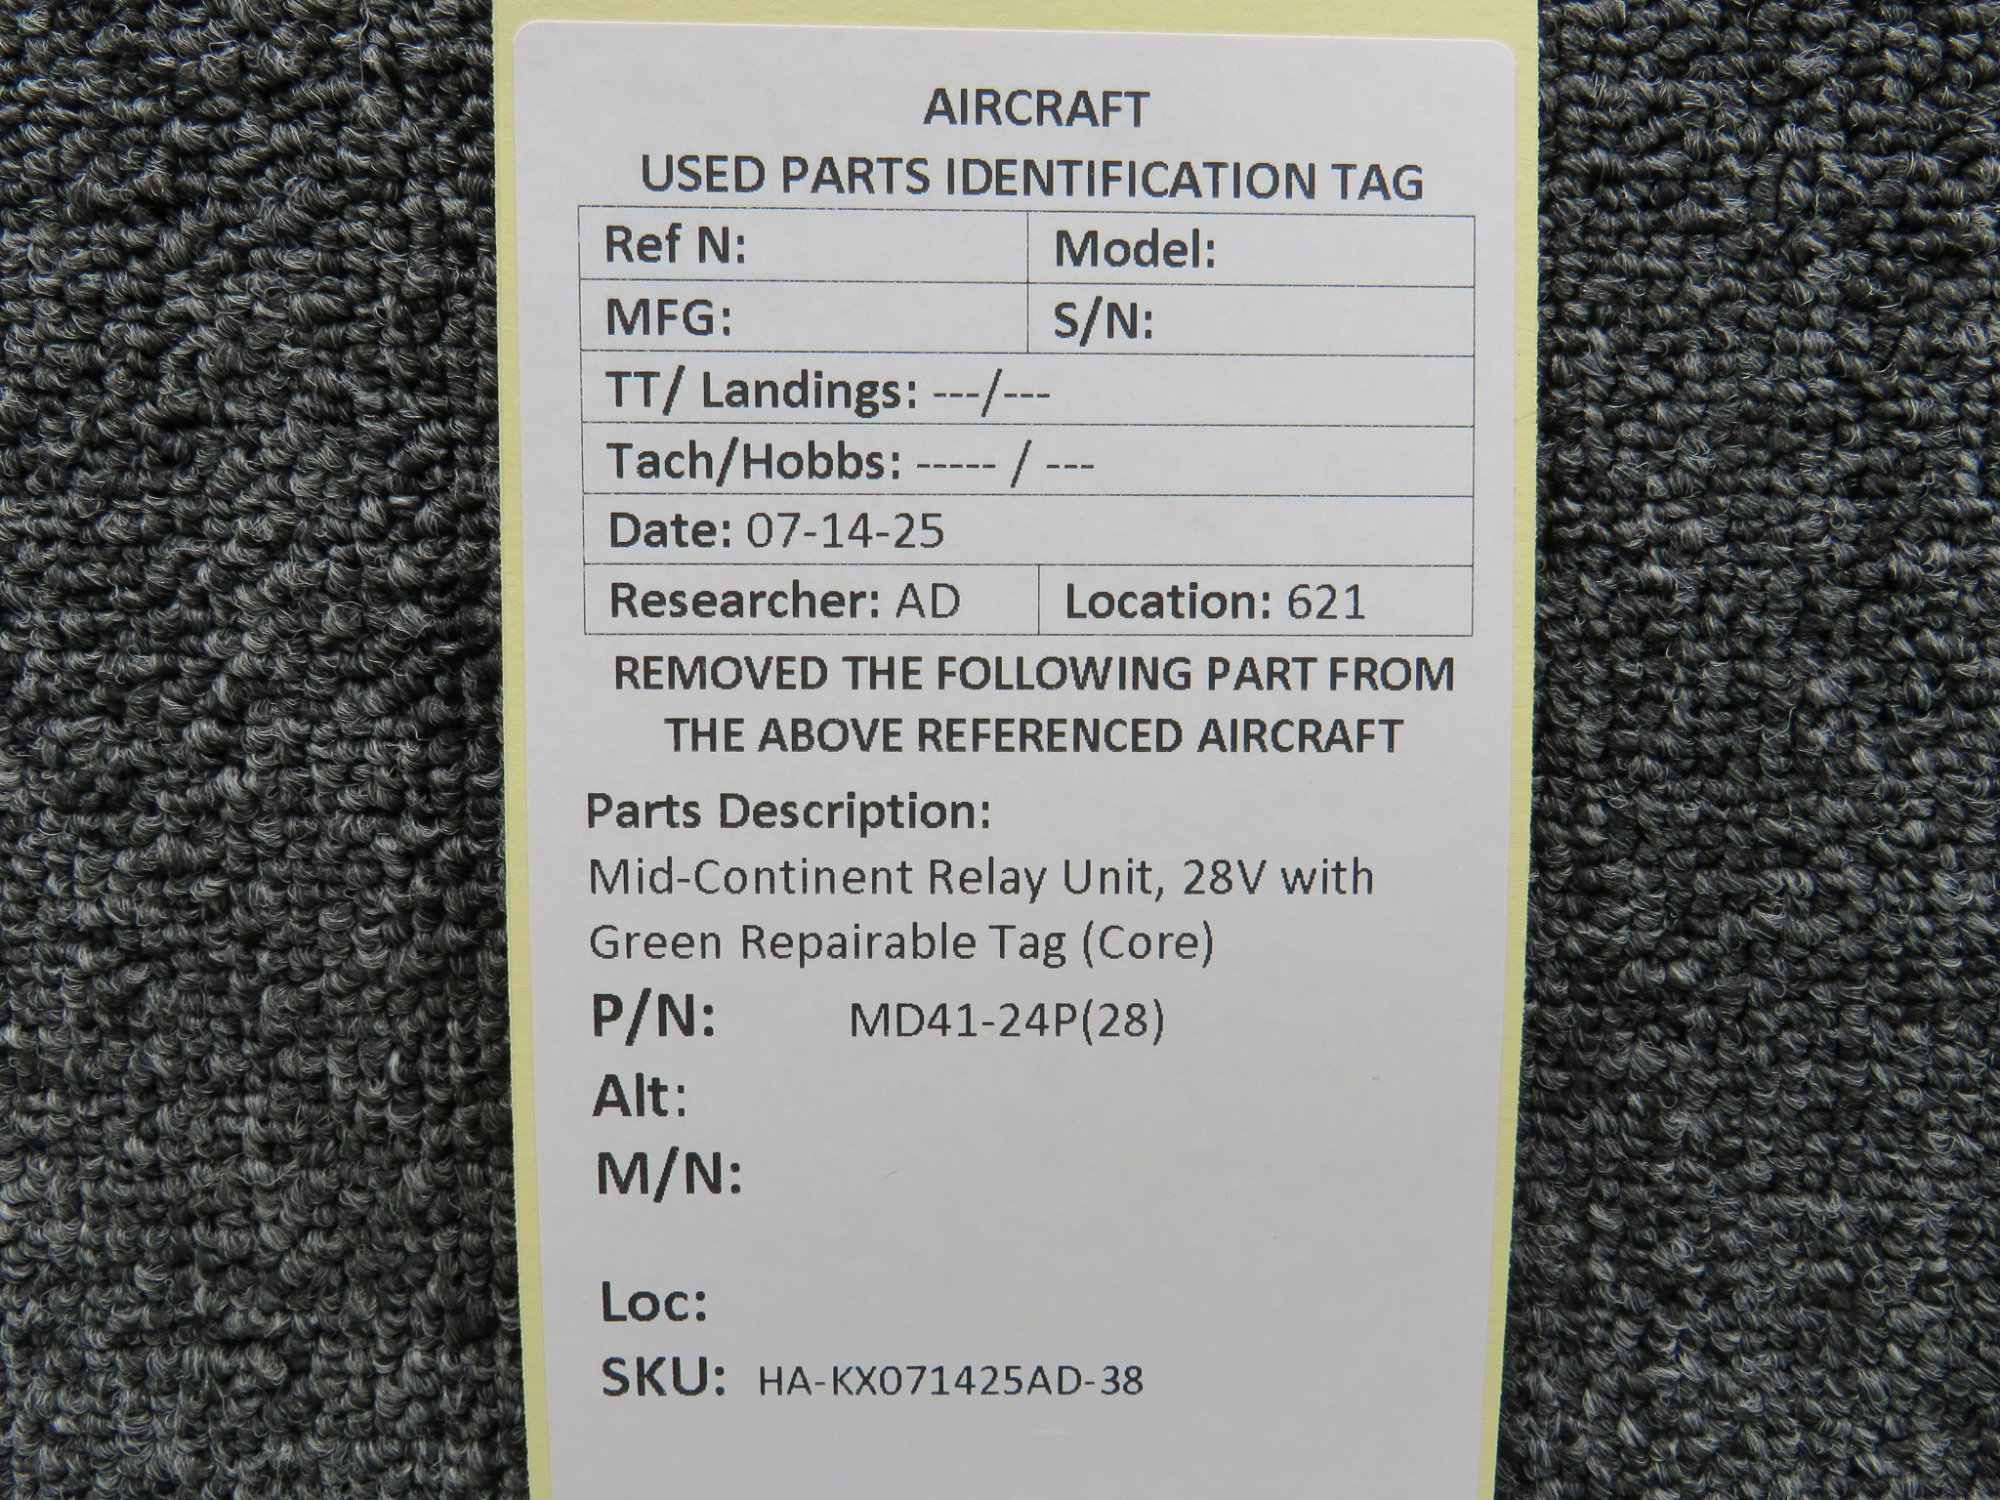 AIRCRAFT
USED PARTS IDENTIFICATION TAG
Ref N: Model:
MFG: S/N:
TT/ Landings: ---/---
Tach/Hobbs: ----- / ---
Date: 07-14-25
Researcher: AD Location: 621
REMOVED THE FOLLOWING PART FROM
THE ABOVE REFERENCED AIRCRAFT
Parts Description:
Mid-Continent Relay Unit, 28V with
Green Repairable Tag (Core)
P/N: MD41-24P(28)
Alt:
M/N:
Loc:
SKU: HA-KX071425AD-38